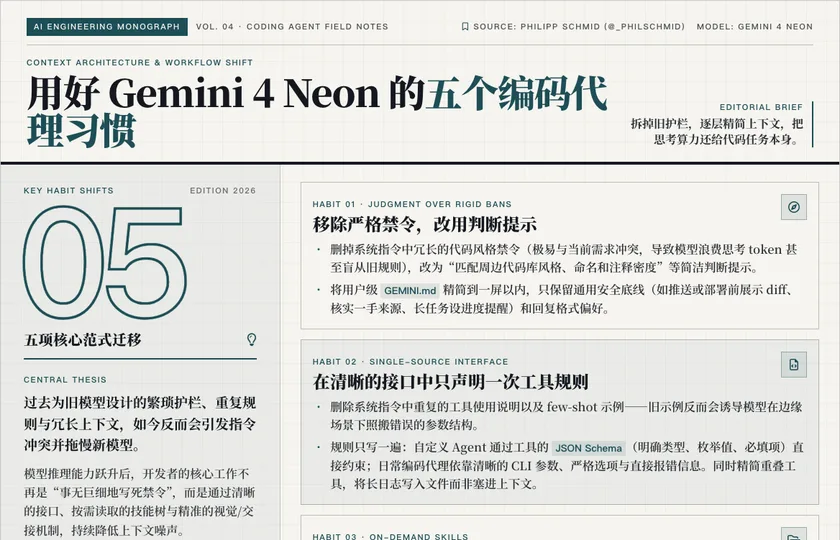 AI ENGINEERING MONOGRAPH
VOL. 04 · CODING AGENT FIELD NOTES
SOURCE: PHILIPP SCHMID (@_PHILSCHMID)
MODEL: GEMINI 4 NEON
CONTEXT ARCHITECTURE & WORKFLOW SHIFT
用好 Gemini 4 Neon 的五个编码代
理习惯
EDITORIAL BRIEF
拆掉旧护栏，逐层精简上下文，把
思考算力还给代码任务本身。
KEY HABIT SHIFTS
EDITION 2026
05
五项核心范式迁移
CENTRAL THESIS
过去为旧模型设计的繁琐护栏、重复规
则与冗长上下文，如今反而会引发指令
冲突并拖慢新模型。
模型推理能力跃升后，开发者的核心工作不
再是“事无巨细地写死禁令”，而是通过清晰
的接口、按需读取的技能树与精准的视觉/交
接机制，持续降低上下文噪声。
HABIT 01 · JUDGMENT OVER RIGID BANS
移除严格禁令，改用判断提示
· 删掉系统指令中冗长的代码风格禁令（极易与当前需求冲突，导致模型浪费思考 token 甚
至盲从旧规则），改为“匹配周边代码库风格、命名和注释密度”等简洁判断提示。
· 将用户级 GEMINI.md 精简到一屏以内，只保留通用安全底线（如推送或部署前展示 diff、
核实一手来源、长任务设进度提醒）和回复格式偏好。
HABIT 02 · SINGLE-SOURCE INTERFACE
在清晰的接口中只声明一次工具规则
· 删除系统指令中重复的工具使用说明以及 few-shot 示例——旧示例反而会诱导模型在边缘
场景下照搬错误的参数结构。
· 规则只写一遍：自定义 Agent 通过工具的 JSON Schema（明确类型、枚举值、必填项）直
接约束；日常编码代理依靠清晰的 CLI 参数、严格选项与直接报错信息。同时精简重叠工
具，将长日志写入文件而非塞进上下文。
HABIT 03 · ON-DEMAND SKILLS